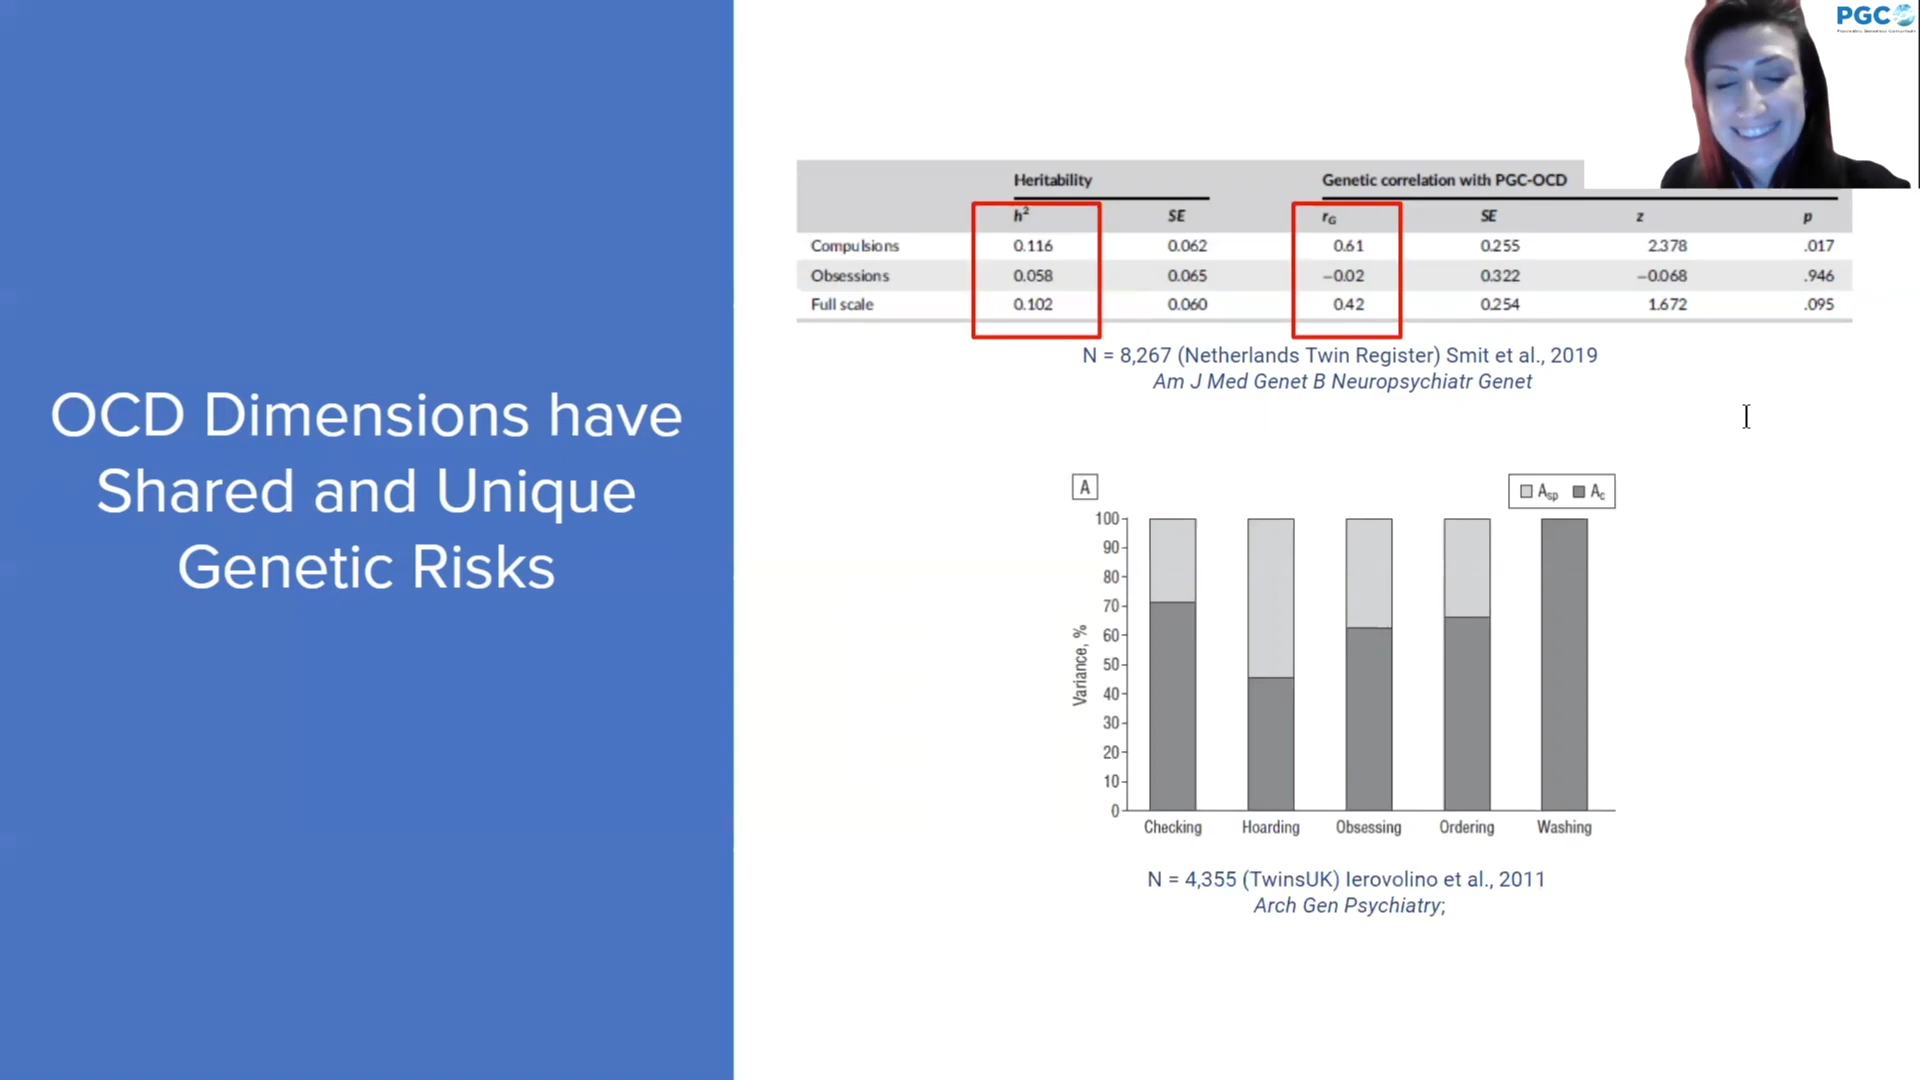 PGC
OCD Dimensions have
Shared and Unique
Genetic Risks
Heritability Genetic correlation with PGC-OCD
h² SE rG SE z p
Compulsions 0.116 0.062 0.61 0.255 2.378 .017
Obsessions 0.058 0.065 −0.02 0.322 −0.068 .946
Full scale 0.102 0.060 0.42 0.254 1.672 .095
N = 8,267 (Netherlands Twin Register) Smit et al., 2019
Am J Med Genet B Neuropsychiatr Genet
A
Asp Ac
Variance, %
100
90
80
70
60
50
40
30
20
10
0
Checking Hoarding Obsessing Ordering Washing
N = 4,355 (TwinsUK) Ierovolino et al., 2011
Arch Gen Psychiatry;